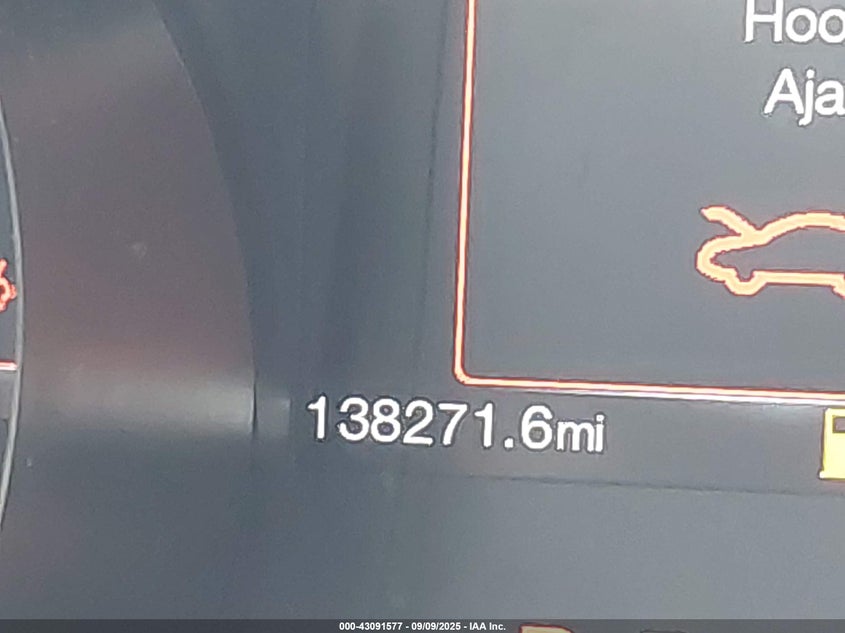 Hoo
Aja
138271.6mi
000-43091577 - 09/09/2025 - IAA Inc.